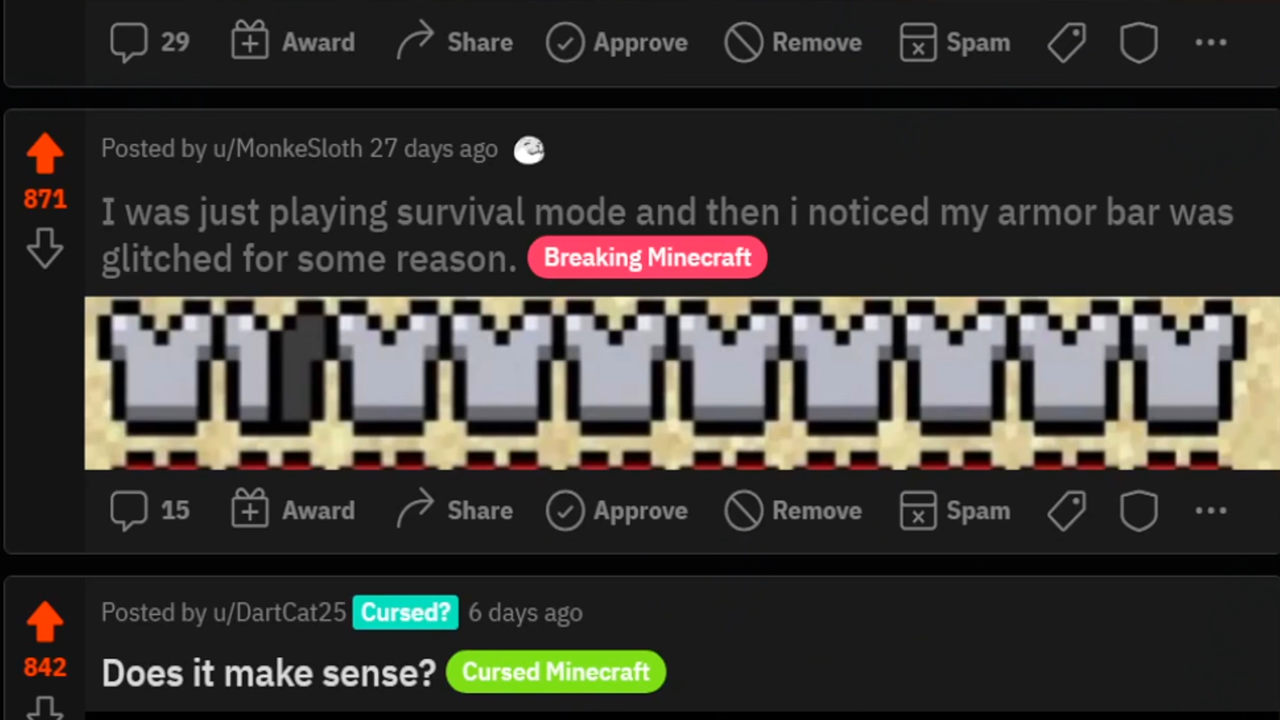 29 Award Share Approve Remove Spam
Posted by u/MonkeSloth 27 days ago
871
I was just playing survival mode and then i noticed my armor bar was
glitched for some reason. Breaking Minecraft
15 Award Share Approve Remove Spam
Posted by u/DartCat25 Cursed? 6 days ago
842
Does it make sense? Cursed Minecraft